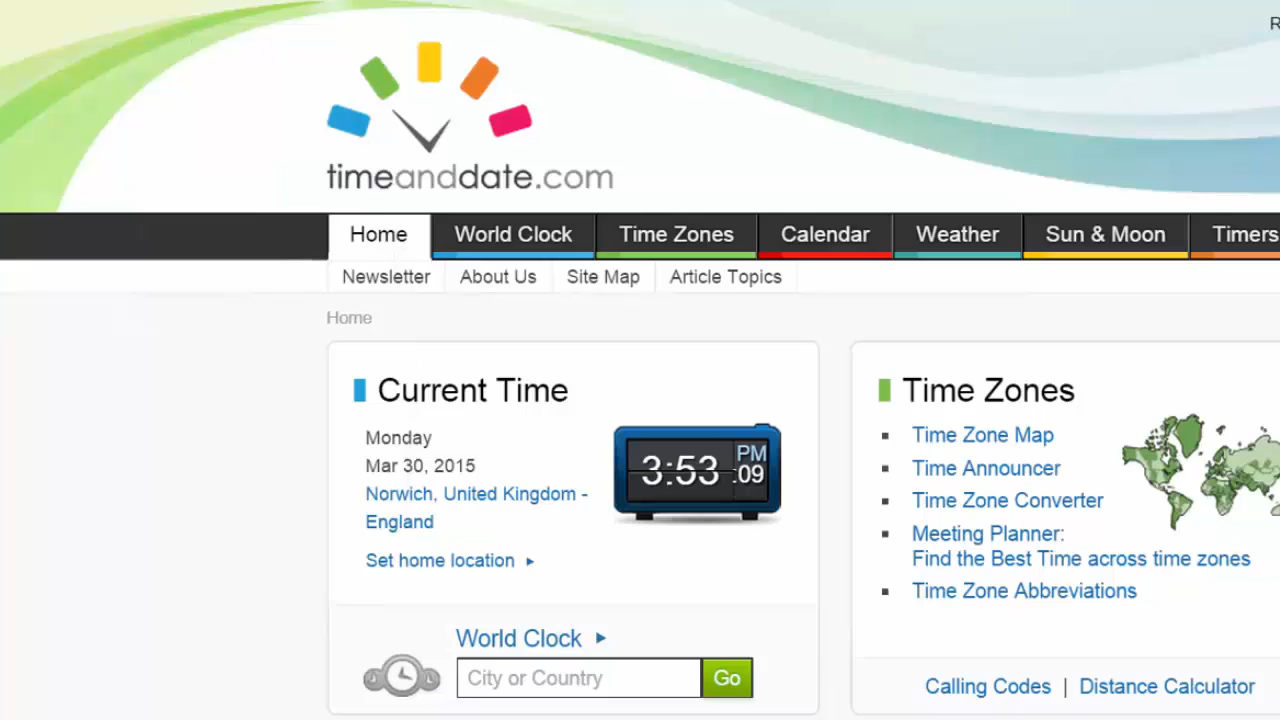 R
timeanddate.com
Home World Clock Time Zones Calendar Weather Sun & Moon Timers
Newsletter About Us Site Map Article Topics
Home
Current Time
Monday
Mar 30, 2015
Norwich, United Kingdom -
England
Set home location
3:53 PM :09
World Clock
City or Country Go
Time Zones
Time Zone Map
Time Announcer
Time Zone Converter
Meeting Planner:
Find the Best Time across time zones
Time Zone Abbreviations
Calling Codes | Distance Calculator